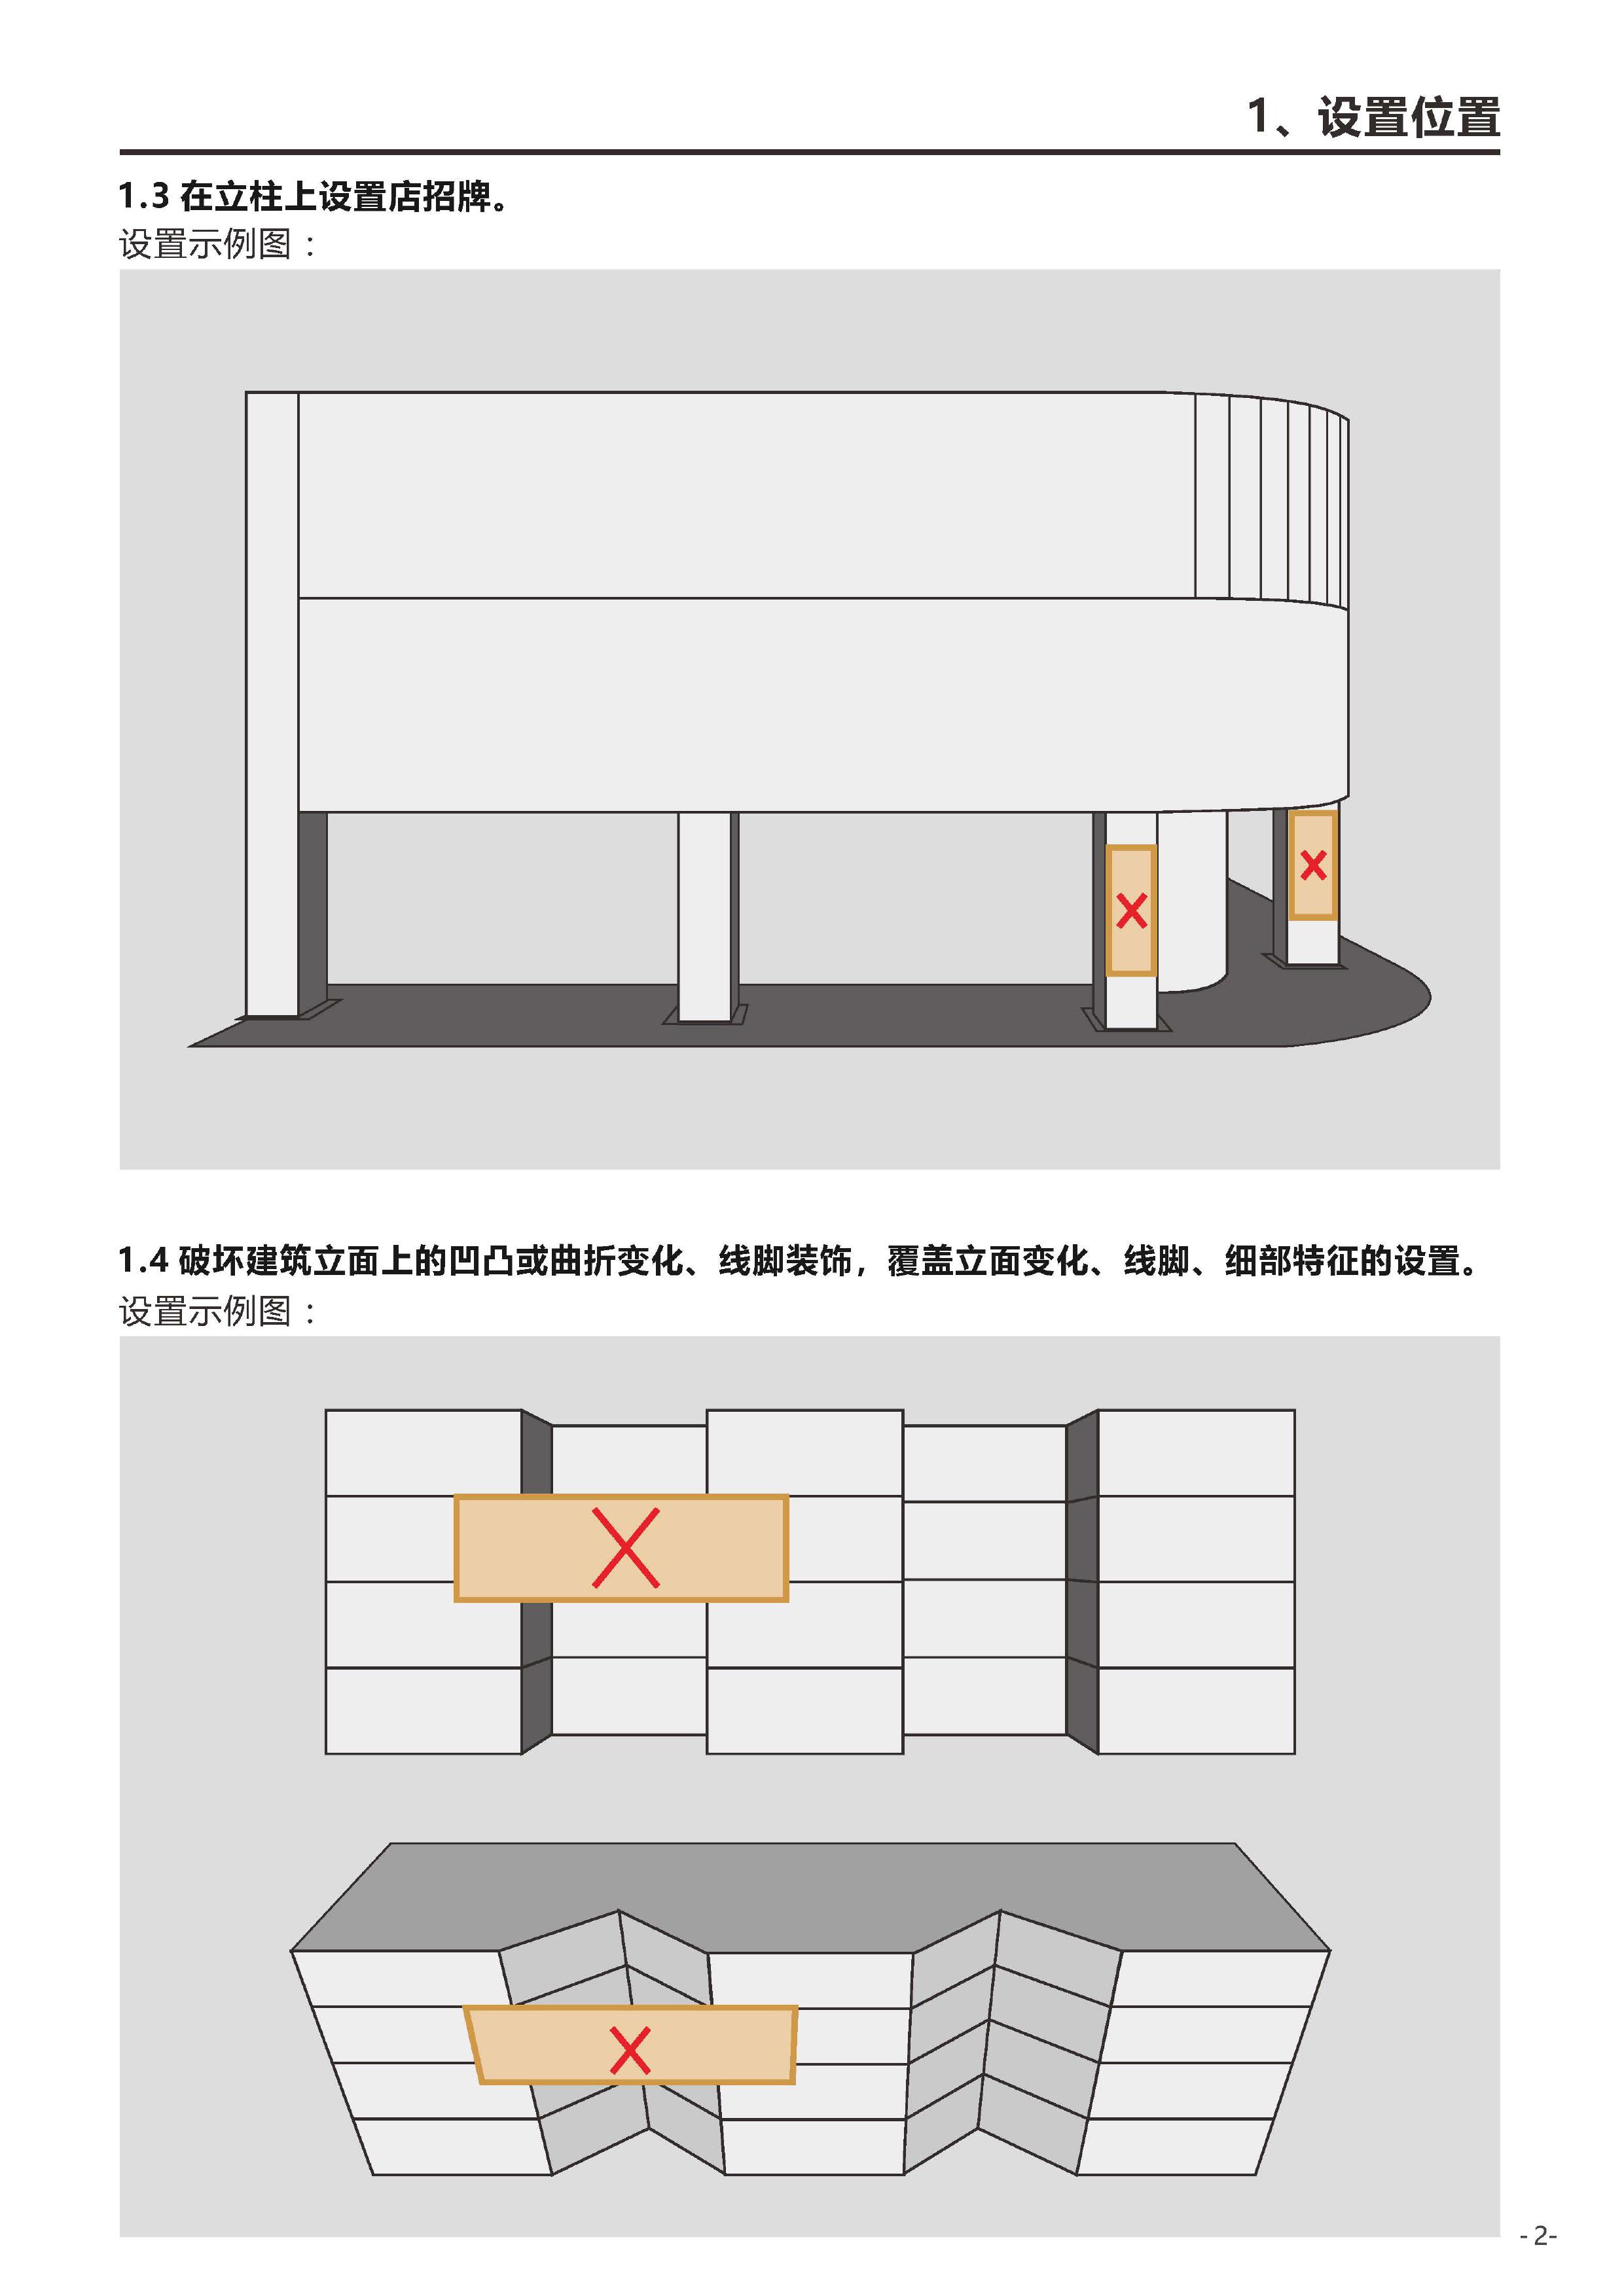 1、设置位置
1.3 在立柱上设置店招牌。
设置示例图：
1.4 破坏建筑立面上的凹凸或曲折变化、线脚装饰，覆盖立面变化、线脚、细部特征的设置。
设置示例图：
- 2-